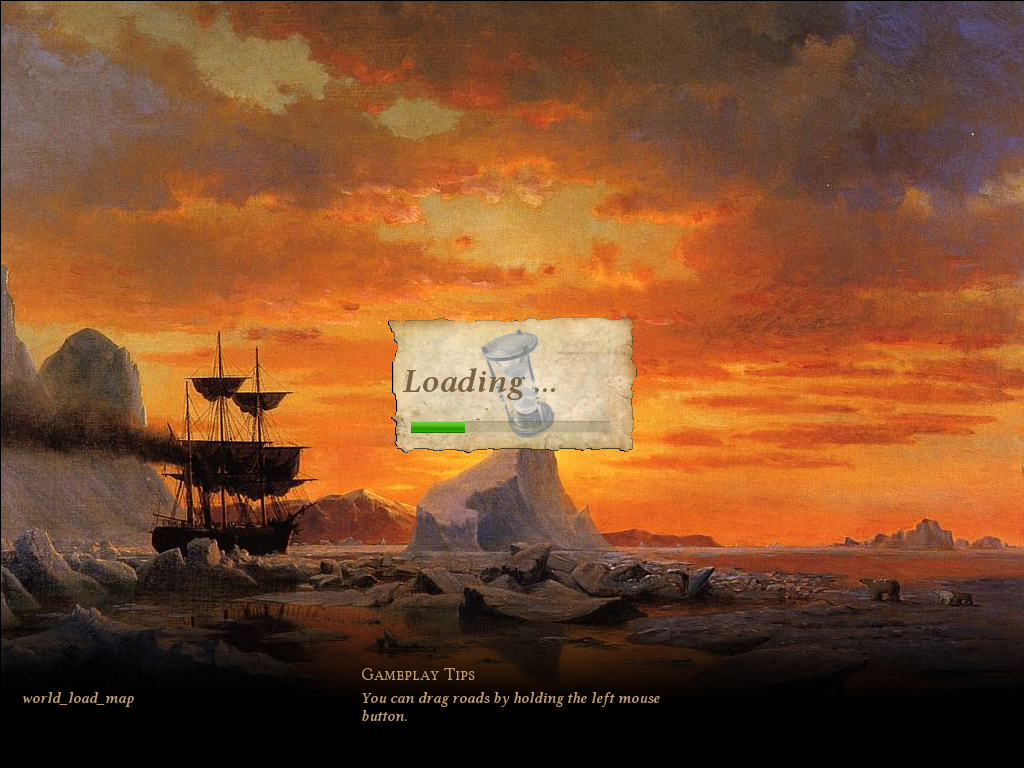 Loading ...
Gameplay Tips
world_load_map
You can drag roads by holding the left mouse
button.